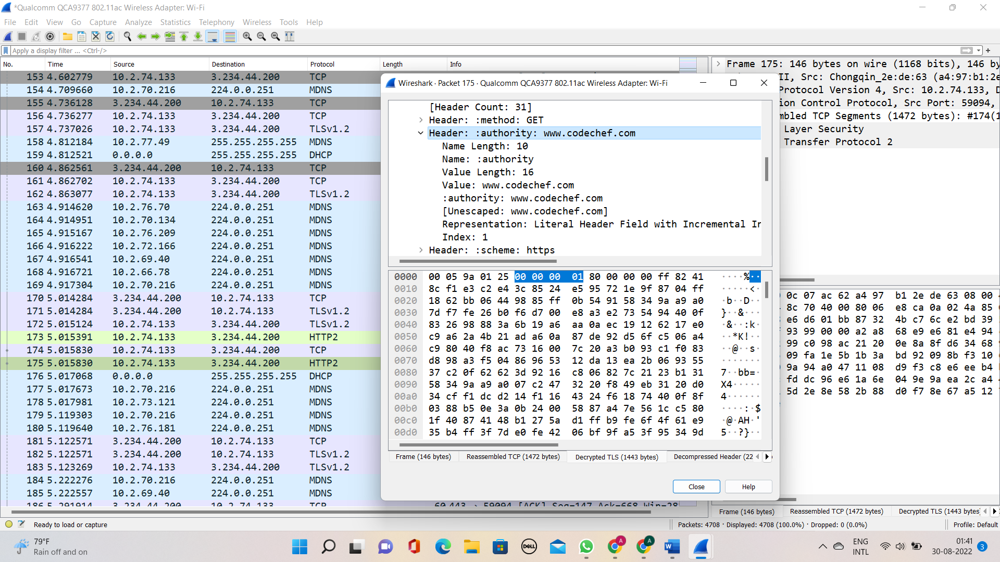 *Qualcomm QCA9377 802.11ac Wireless Adapter: Wi-Fi
File Edit View Go Capture Analyze Statistics Telephony Wireless Tools Help
Apply a display filter ... <Ctrl-/>
No. Time Source Destination Protocol Length Info
153 4.602779 10.2.74.133 3.234.44.200 TCP
154 4.709660 10.2.70.216 224.0.0.251 MDNS
155 4.736128 3.234.44.200 10.2.74.133 TCP
156 4.736277 10.2.74.133 3.234.44.200 TCP
157 4.737026 10.2.74.133 3.234.44.200 TLSv1.2
158 4.812184 10.2.77.49 255.255.255.255 MDNS
159 4.812521 0.0.0.0 255.255.255.255 DHCP
160 4.862561 3.234.44.200 10.2.74.133 TCP
161 4.862702 10.2.74.133 3.234.44.200 TCP
162 4.863077 10.2.74.133 3.234.44.200 TLSv1.2
163 4.914620 10.2.76.70 224.0.0.251 MDNS
164 4.914951 10.2.70.134 224.0.0.251 MDNS
165 4.915167 10.2.76.209 224.0.0.251 MDNS
166 4.916222 10.2.72.166 224.0.0.251 MDNS
167 4.916541 10.2.69.40 224.0.0.251 MDNS
168 4.916721 10.2.66.78 224.0.0.251 MDNS
169 4.917304 10.2.70.216 224.0.0.251 MDNS
170 5.014284 3.234.44.200 10.2.74.133 TCP
171 5.014284 3.234.44.200 10.2.74.133 TLSv1.2
172 5.015124 10.2.74.133 3.234.44.200 TLSv1.2
173 5.015391 10.2.74.133 3.234.44.200 HTTP2
174 5.015830 10.2.74.133 3.234.44.200 TCP
175 5.015830 10.2.74.133 3.234.44.200 HTTP2
176 5.017068 0.0.0.0 255.255.255.255 DHCP
177 5.017673 10.2.70.216 224.0.0.251 MDNS
178 5.017981 10.2.73.121 224.0.0.251 MDNS
179 5.119303 10.2.70.216 224.0.0.251 MDNS
180 5.119640 10.2.76.181 224.0.0.251 MDNS
181 5.122571 3.234.44.200 10.2.74.133 TCP
182 5.122571 3.234.44.200 10.2.74.133 TLSv1.2
183 5.123269 10.2.74.133 3.234.44.200 TLSv1.2
184 5.222276 10.2.70.216 224.0.0.251 MDNS
185 5.222557 10.2.69.40 224.0.0.251 MDNS
186 5.291914 3.234.44.200 10.2.74.133 TCP 60 443 → 59094 [ACK] Seq=147 Ack=668 Win=28
Wireshark · Packet 175 · Qualcomm QCA9377 802.11ac Wireless Adapter: Wi-Fi
[Header Count: 31]
Header: :method: GET
Header: :authority: www.codechef.com
Name Length: 10
Name: :authority
Value Length: 16
Value: www.codechef.com
:authority: www.codechef.com
[Unescaped: www.codechef.com]
Representation: Literal Header Field with Incremental In
Index: 1
Header: :scheme: https
0000 00 05 9a 01 25 00 00 00 01 80 00 00 00 ff 82 41 ····%··
0010 8c f1 e3 c2 e4 3c 85 24 e5 95 72 1e 9f 87 04 ff ·····<·
0020 18 62 bb 06 44 98 85 ff 0b 54 91 58 34 9a a9 a0 ·b··D··
0030 7d f7 fe 26 b0 f6 d7 00 e8 a3 e2 73 54 94 40 0f }··&···
0040 83 26 98 88 3a 6b 19 a6 aa 0a ec 19 12 62 17 e0 ·&··:k·
0050 c9 a6 2a 4b 21 ad a6 0a 87 de 92 d5 6f c5 06 a4 ··*K!··
0060 c9 80 40 f8 ac 73 16 00 7c 20 a3 b0 93 c1 f0 83 ··@··s·
0070 d8 98 a3 f5 04 86 96 53 12 da 13 ea 2b 06 93 55 ·······
0080 37 c2 0f 62 62 3d 92 16 c8 06 82 7c 21 23 b1 31 7··bb=·
0090 58 34 9a a9 a0 07 c2 47 32 20 f8 49 eb 31 20 d0 X4·····
00a0 34 cf f1 dc d2 14 f1 16 43 24 f6 18 74 40 0f 8f 4······
00b0 03 88 b5 0e 3a 0b 24 00 58 87 a4 7e 56 1c c5 80 ····:·$
00c0 1f 40 87 41 48 b1 27 5a d1 ff b9 fe 6f 4f 61 e9 ·@·AH·'
00d0 35 b4 ff 3f 7d e0 fe 42 06 bf 9f a5 3f 95 34 9d 5··?}··
Frame (146 bytes) Reassembled TCP (1472 bytes) Decrypted TLS (1443 bytes) Decompressed Header (22
Close Help
Frame 175: 146 bytes on wire (1168 bits), 146 by
II, Src: Chongqin_2e:de:63 (a4:97:b1:2e
rotocol Version 4, Src: 10.2.74.133, D
ion Control Protocol, Src Port: 59094,
mbled TCP Segments (1472 bytes): #174(1
Layer Security
Transfer Protocol 2
0c 07 ac 62 a4 97 b1 2e de 63 08 00
8c 70 40 00 80 06 e8 ca 0a 02 4a 85
e6 d6 01 bb 87 32 4b c7 6c e2 bd 39
93 99 00 00 a2 a8 68 e9 e6 81 e4 94
99 c0 98 ac 21 20 0e 8a 8f d6 34 68
09 fa 1e 5b 1b 3a bd 92 09 8b f3 10
9a 94 a0 47 11 08 d9 f3 c8 e6 ee b4
fd dc 96 e6 1a 6e 04 9e 9a ea 2c a4
5d 2e 8e 58 2b 88 d0 f7 8e 67 a5 12
Frame (146 bytes) Reassembled TCP (1472 bytes) Decrypted TLS (1443 bytes)
Ready to load or capture
Packets: 4708 · Displayed: 4708 (100.0%) · Dropped: 0 (0.0%)
Profile: Default
79°F
Rain off and on
DELL
A
A
ENG
INTL
01:41
30-08-2022
3